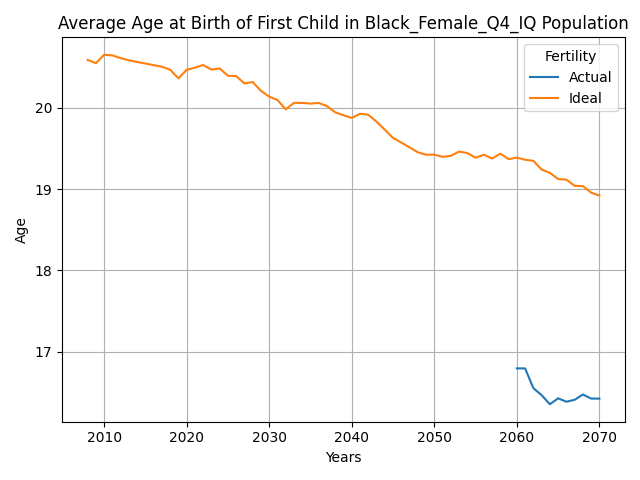 Average Age at Birth of First Child in Black_Female_Q4_IQ Population
Fertility
Actual
Ideal
20
19
18
17
Age
2010 2020 2030 2040 2050 2060 2070
Years